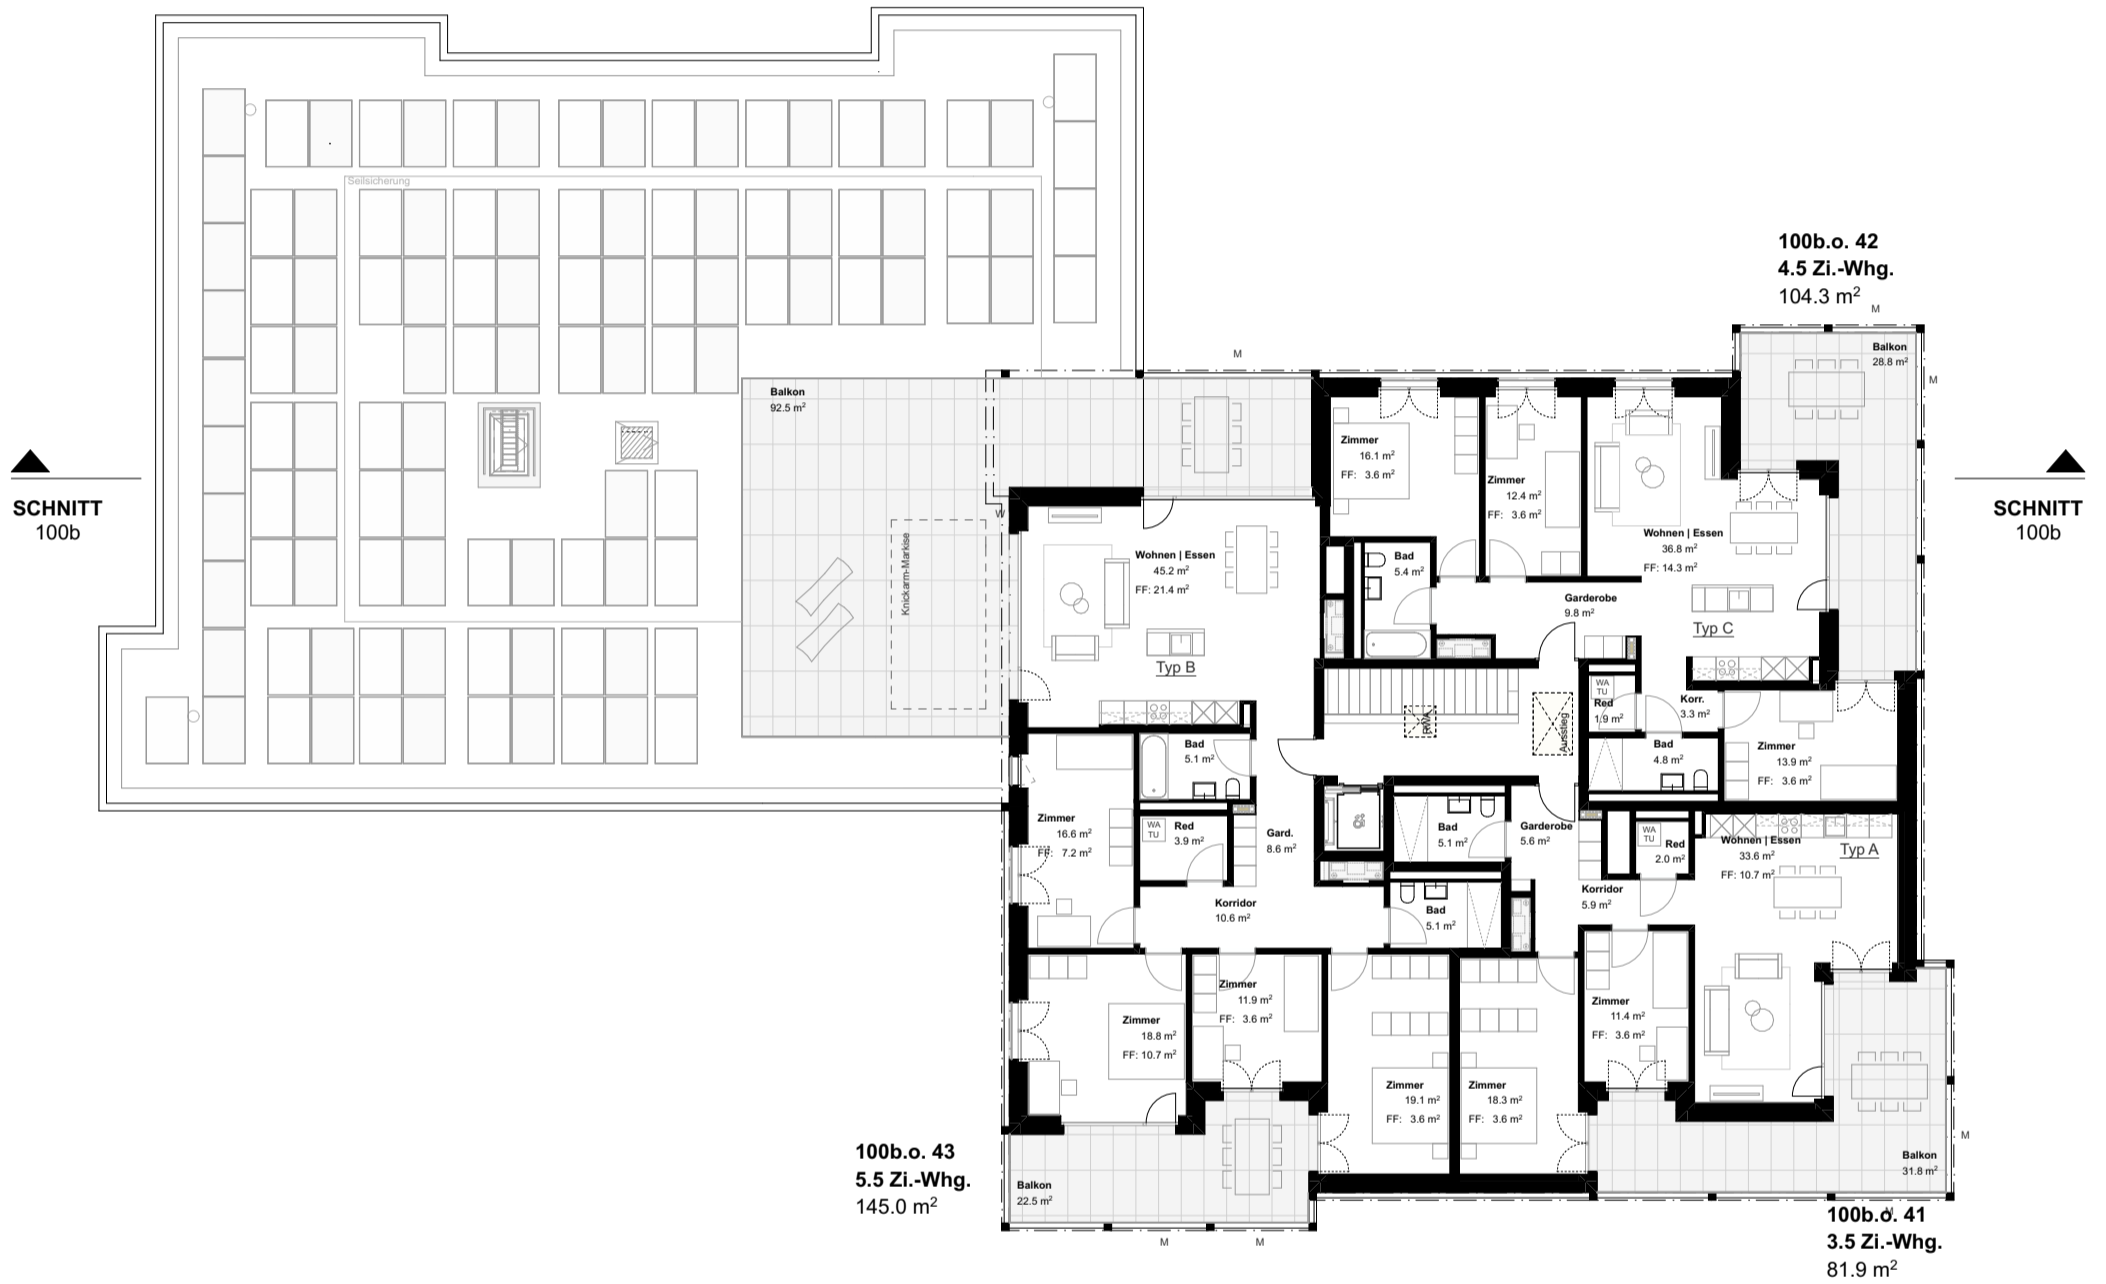 Seilsicherung
SCHNITT
100b
SCHNITT
100b
100b.o. 42
4.5 Zi.-Whg.
104.3 m²
M
Balkon
28.8 m²
M
M
Balkon
92.5 m²
W
Knickarm-Markise
Wohnen | Essen
45.2 m²
FF: 21.4 m²
Typ B
Zimmer
16.1 m²
FF: 3.6 m²
Zimmer
12.4 m²
FF: 3.6 m²
Wohnen | Essen
36.8 m²
FF: 14.3 m²
Bad
5.4 m²
Garderobe
9.8 m²
Typ C
WA
TU
Red
1.9 m²
Korr.
3.3 m²
RWA
Ausstieg
Bad
4.8 m²
Zimmer
13.9 m²
FF: 3.6 m²
Bad
5.1 m²
Zimmer
16.6 m²
FF: 7.2 m²
WA
TU
Red
3.9 m²
Gard.
8.6 m²
Bad
5.1 m²
Garderobe
5.6 m²
WA
TU
Red
2.0 m²
Wohnen | Essen
33.6 m²
FF: 10.7 m²
Typ A
Korridor
10.6 m²
Bad
5.1 m²
Korridor
5.9 m²
Zimmer
18.8 m²
FF: 10.7 m²
Zimmer
11.9 m²
FF: 3.6 m²
Zimmer
19.1 m²
FF: 3.6 m²
Zimmer
18.3 m²
FF: 3.6 m²
Zimmer
11.4 m²
FF: 3.6 m²
M
Balkon
31.8 m²
100b.o. 43
5.5 Zi.-Whg.
145.0 m²
Balkon
22.5 m²
M
M
M
100b.o. 41
3.5 Zi.-Whg.
81.9 m²